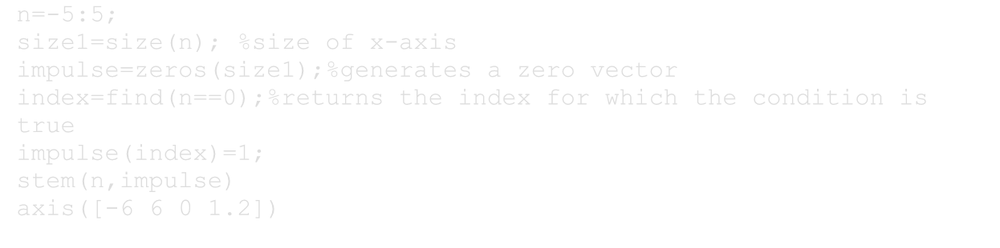 n=-5:5;
size1=size(n); %size of x-axis
impulse=zeros(size1);%generates a zero vector
index=find(n==0);%returns the index for which the condition is
true
impulse(index)=1;
stem(n,impulse)
axis([-6 6 0 1.2])